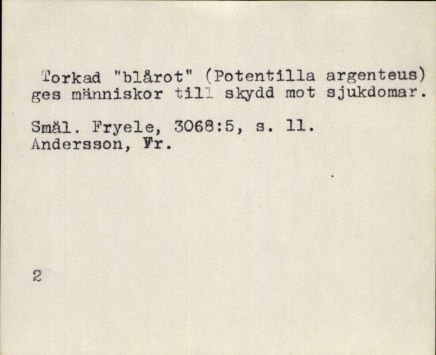 Torkad "blårot" (Potentilla argenteus)
ges människor till skydd mot sjukdomar.
Smål. Fryele, 3068:5, s. 11.
Andersson, Fr.
2